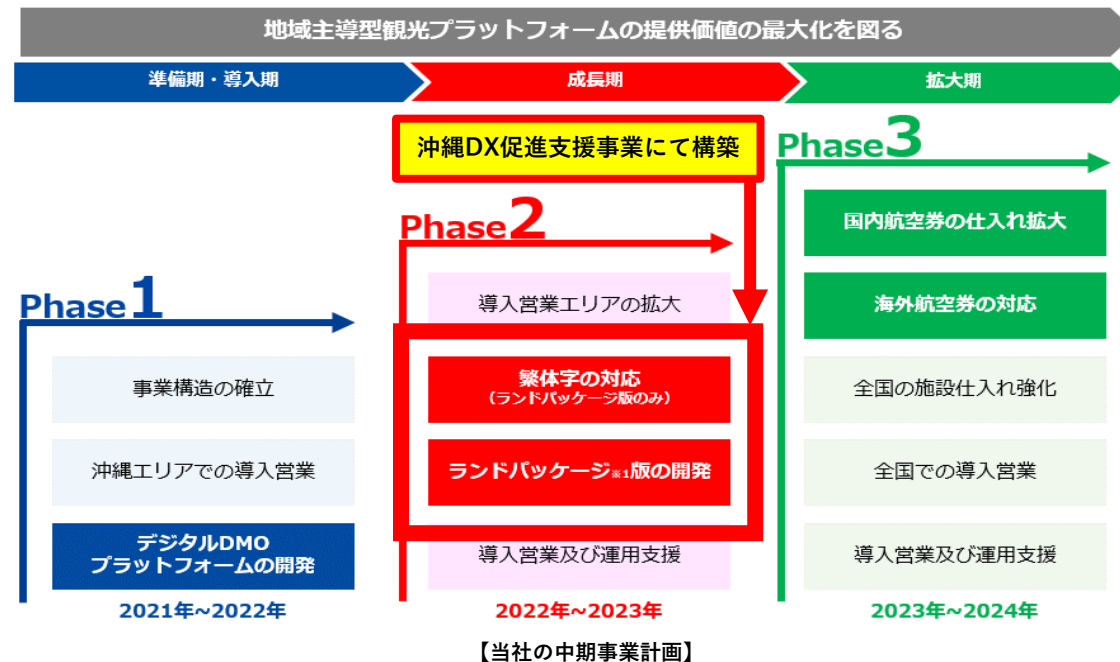 地域主導型観光プラットフォームの提供価値の最大化を図る
準備期・導入期
成長期
拡大期
沖縄DX促進支援事業にて構築
Phase1
事業構造の確立
沖縄エリアでの導入営業
デジタルDMO
プラットフォームの開発
2021年~2022年
Phase2
導入営業エリアの拡大
繁体字の対応
（ランドパッケージ版のみ）
ランドパッケージ※1版の開発
導入営業及び運用支援
2022年~2023年
Phase3
国内航空券の仕入れ拡大
海外航空券の対応
全国の施設仕入れ強化
全国での導入営業
導入営業及び運用支援
2023年~2024年
【当社の中期事業計画】